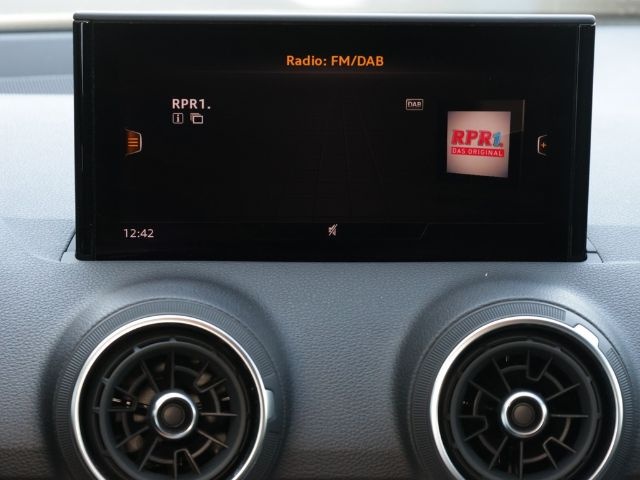 Radio: FM/DAB
RPR1.
DAB
RPR1.
DAS ORIGINAL
12:42